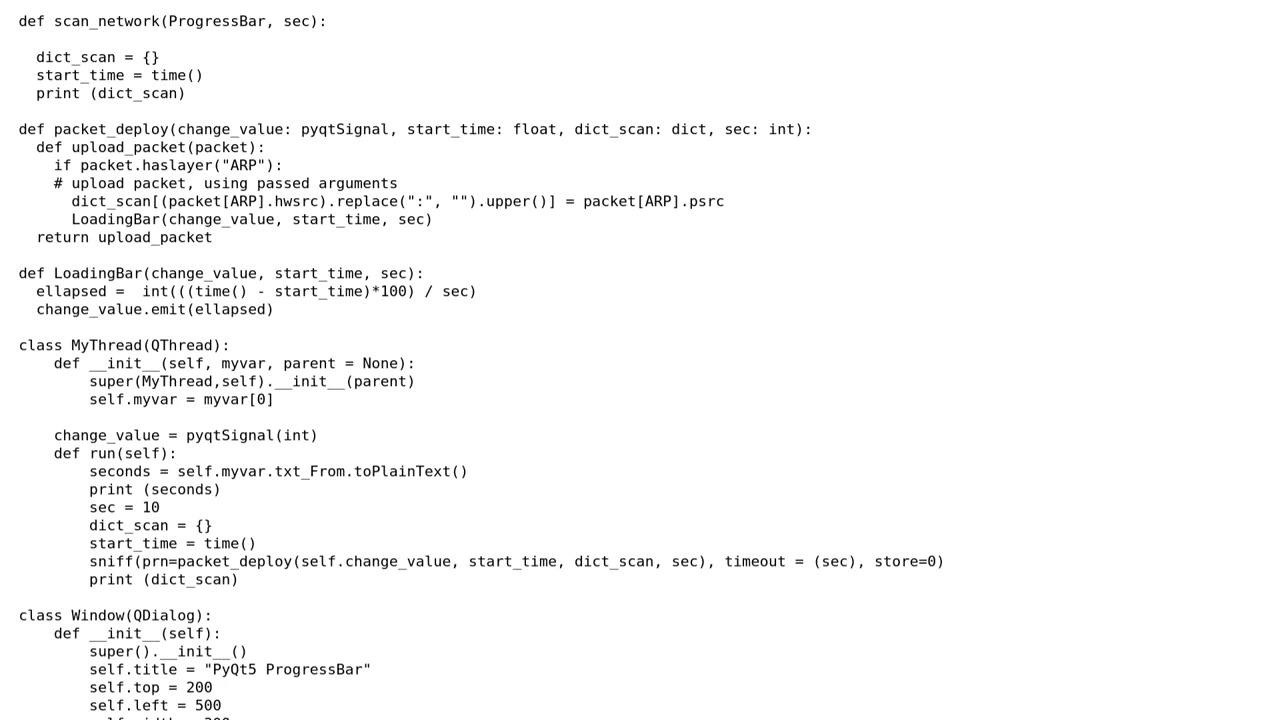 def scan_network(ProgressBar, sec):
dict_scan = {}
start_time = time()
print (dict_scan)
def packet_deploy(change_value: pyqtSignal, start_time: float, dict_scan: dict, sec: int):
def upload_packet(packet):
if packet.haslayer("ARP"):
# upload packet, using passed arguments
dict_scan[(packet[ARP].hwsrc).replace(":", "").upper()] = packet[ARP].psrc
LoadingBar(change_value, start_time, sec)
return upload_packet
def LoadingBar(change_value, start_time, sec):
ellapsed =  int(((time() - start_time)*100) / sec)
change_value.emit(ellapsed)
class MyThread(QThread):
def __init__(self, myvar, parent = None):
super(MyThread,self).__init__(parent)
self.myvar = myvar[0]
change_value = pyqtSignal(int)
def run(self):
seconds = self.myvar.txt_From.toPlainText()
print (seconds)
sec = 10
dict_scan = {}
start_time = time()
sniff(prn=packet_deploy(self.change_value, start_time, dict_scan, sec), timeout = (sec), store=0)
print (dict_scan)
class Window(QDialog):
def __init__(self):
super().__init__()
self.title = "PyQt5 ProgressBar"
self.top = 200
self.left = 500